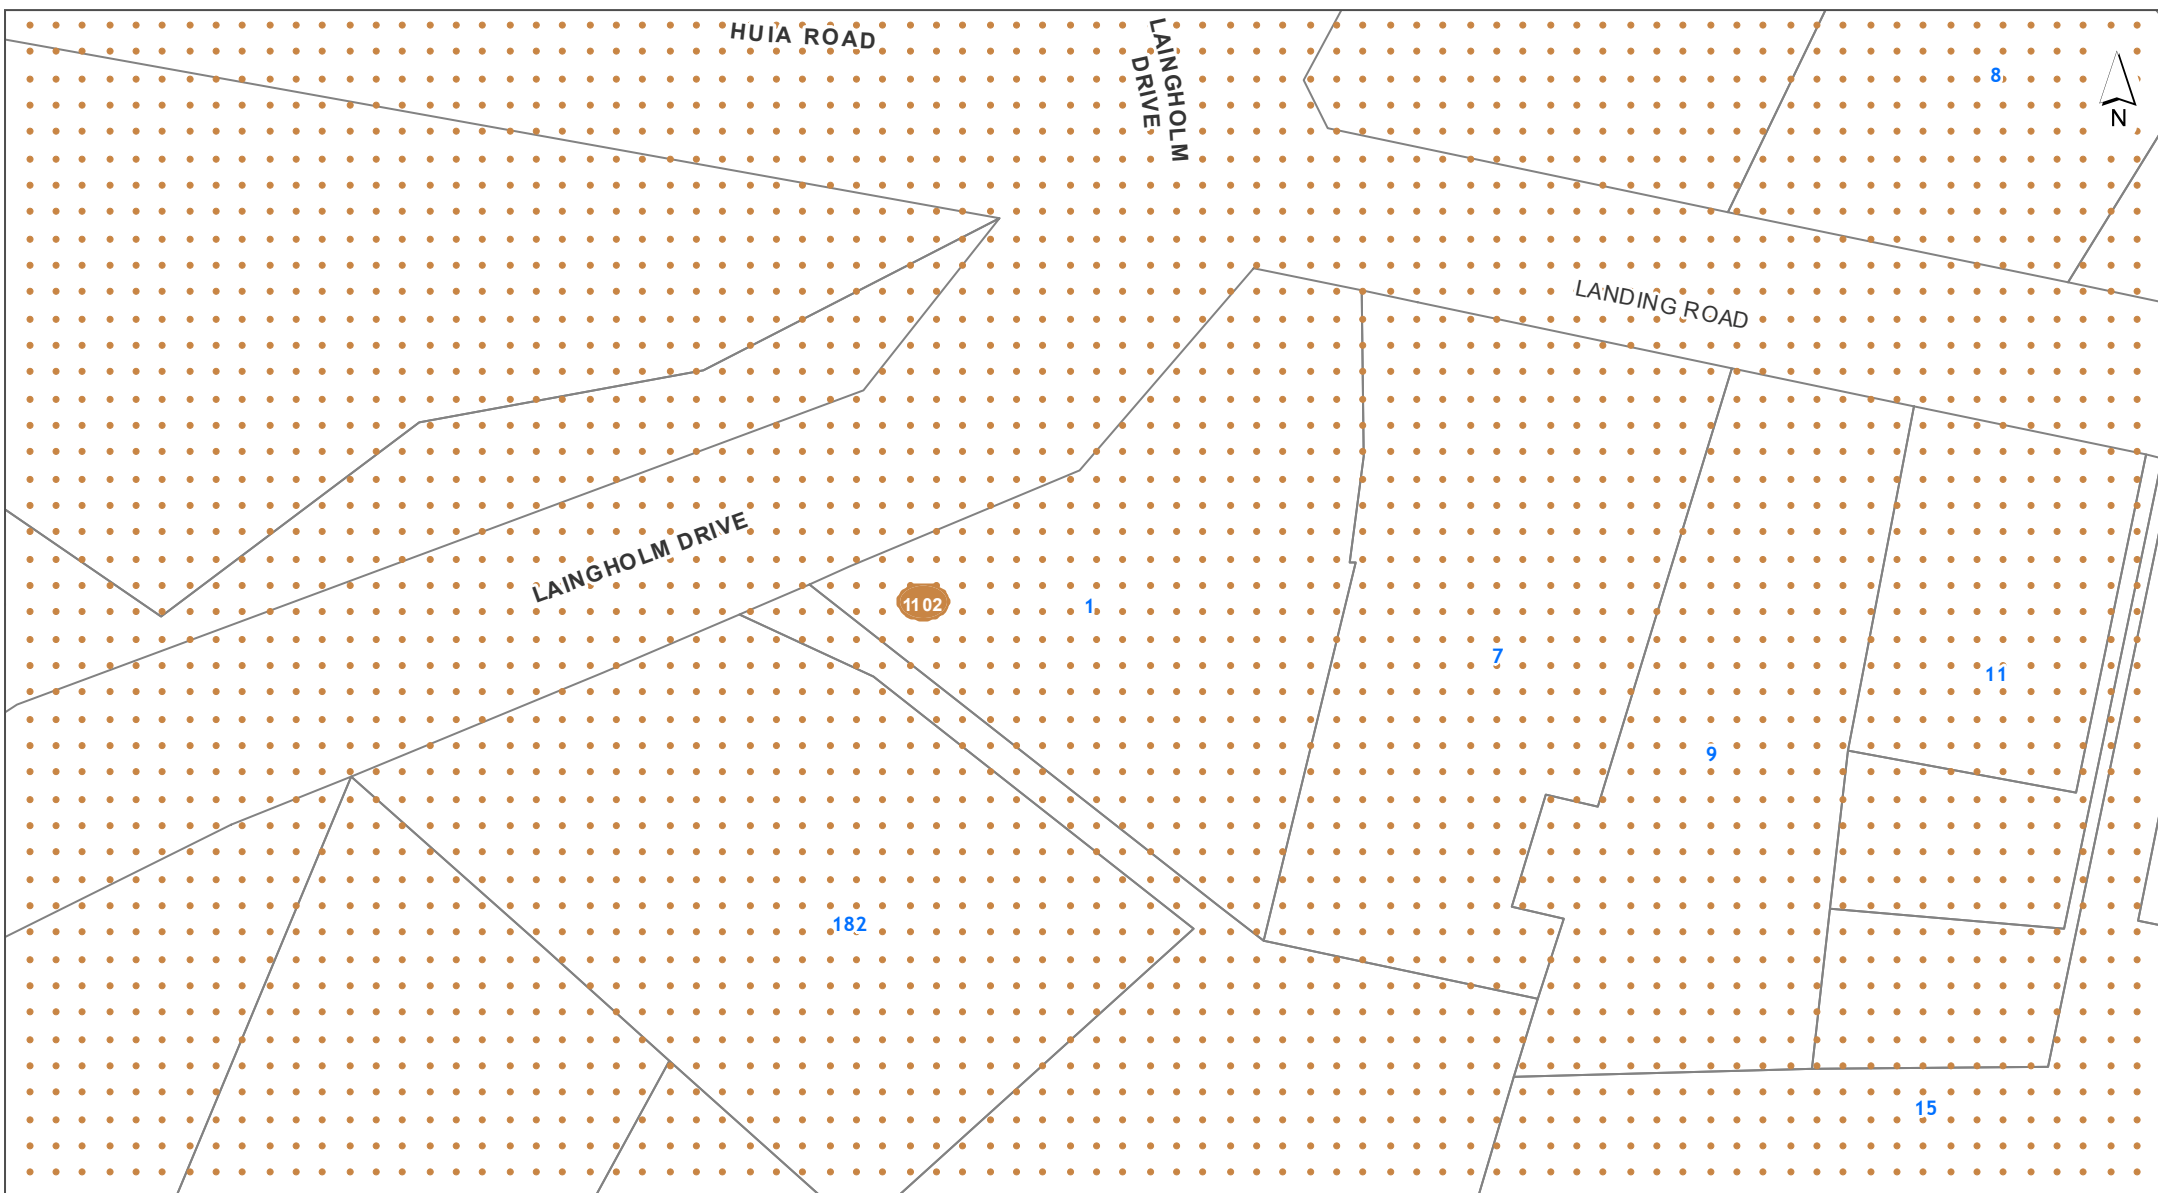 HUIA ROAD
LAINGHOLM
DRIVE
8
N
LANDING ROAD
LAINGHOLM DRIVE
1102
1
7
11
9
182
15